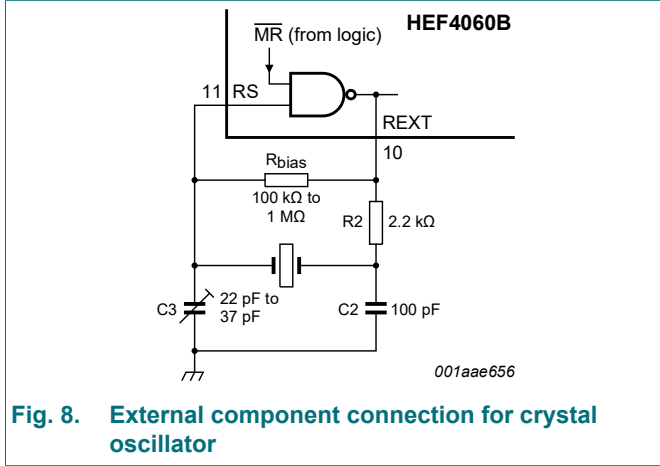 HEF4060B
MR (from logic)
11 RS
REXT
10
Rbias
100 kΩ to
1 MΩ
R2 2.2 kΩ
C3 22 pF to
37 pF
C2 100 pF
001aae656
Fig. 8. External component connection for crystal
oscillator